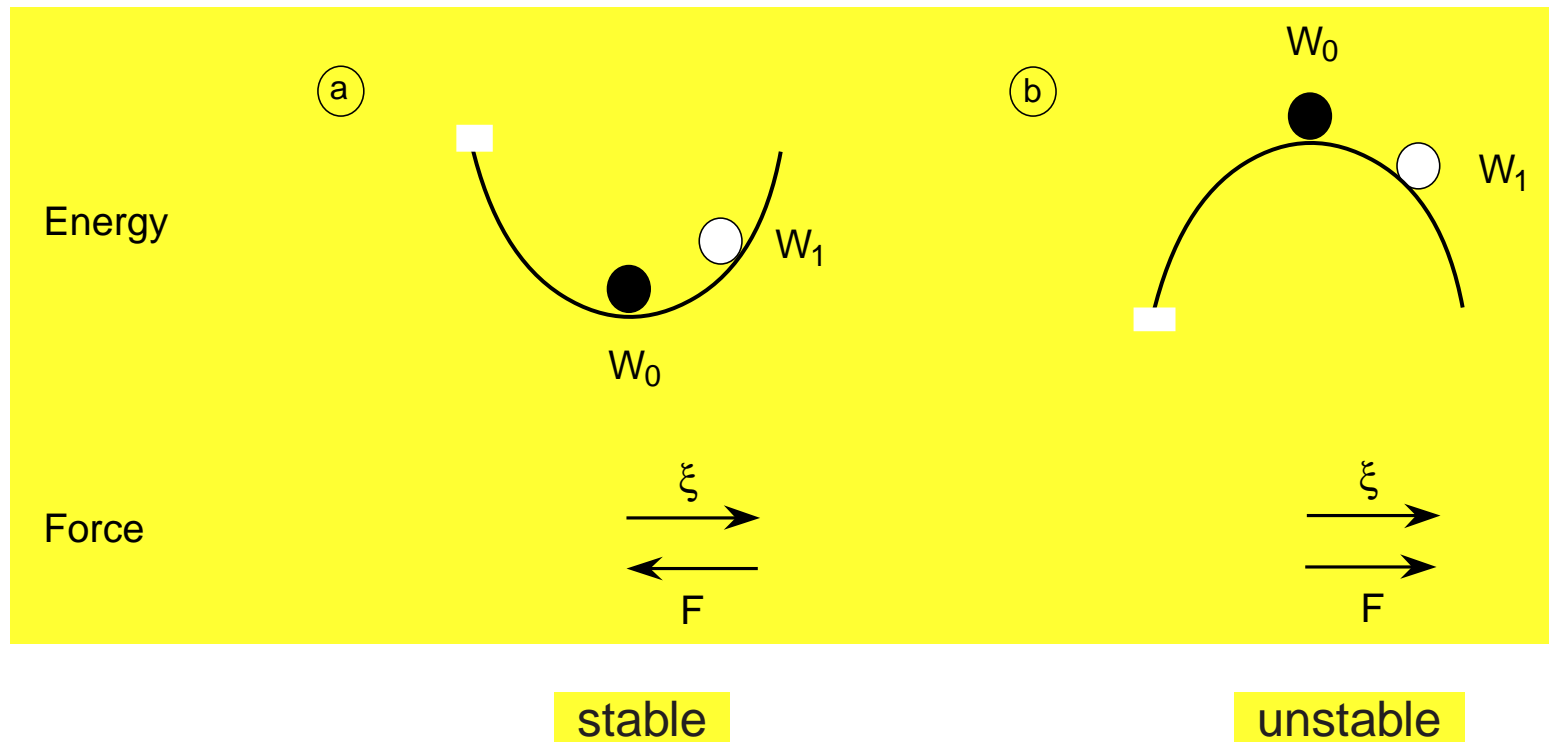 a
b
W₀
Energy
W₁
W₁
W₀
ξ
ξ
Force
F
F
stable
unstable